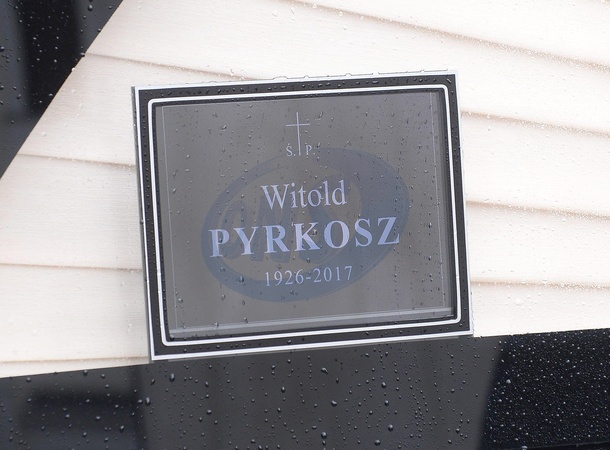 Ś. P.
Witold
PYRKOSZ
1926-2017